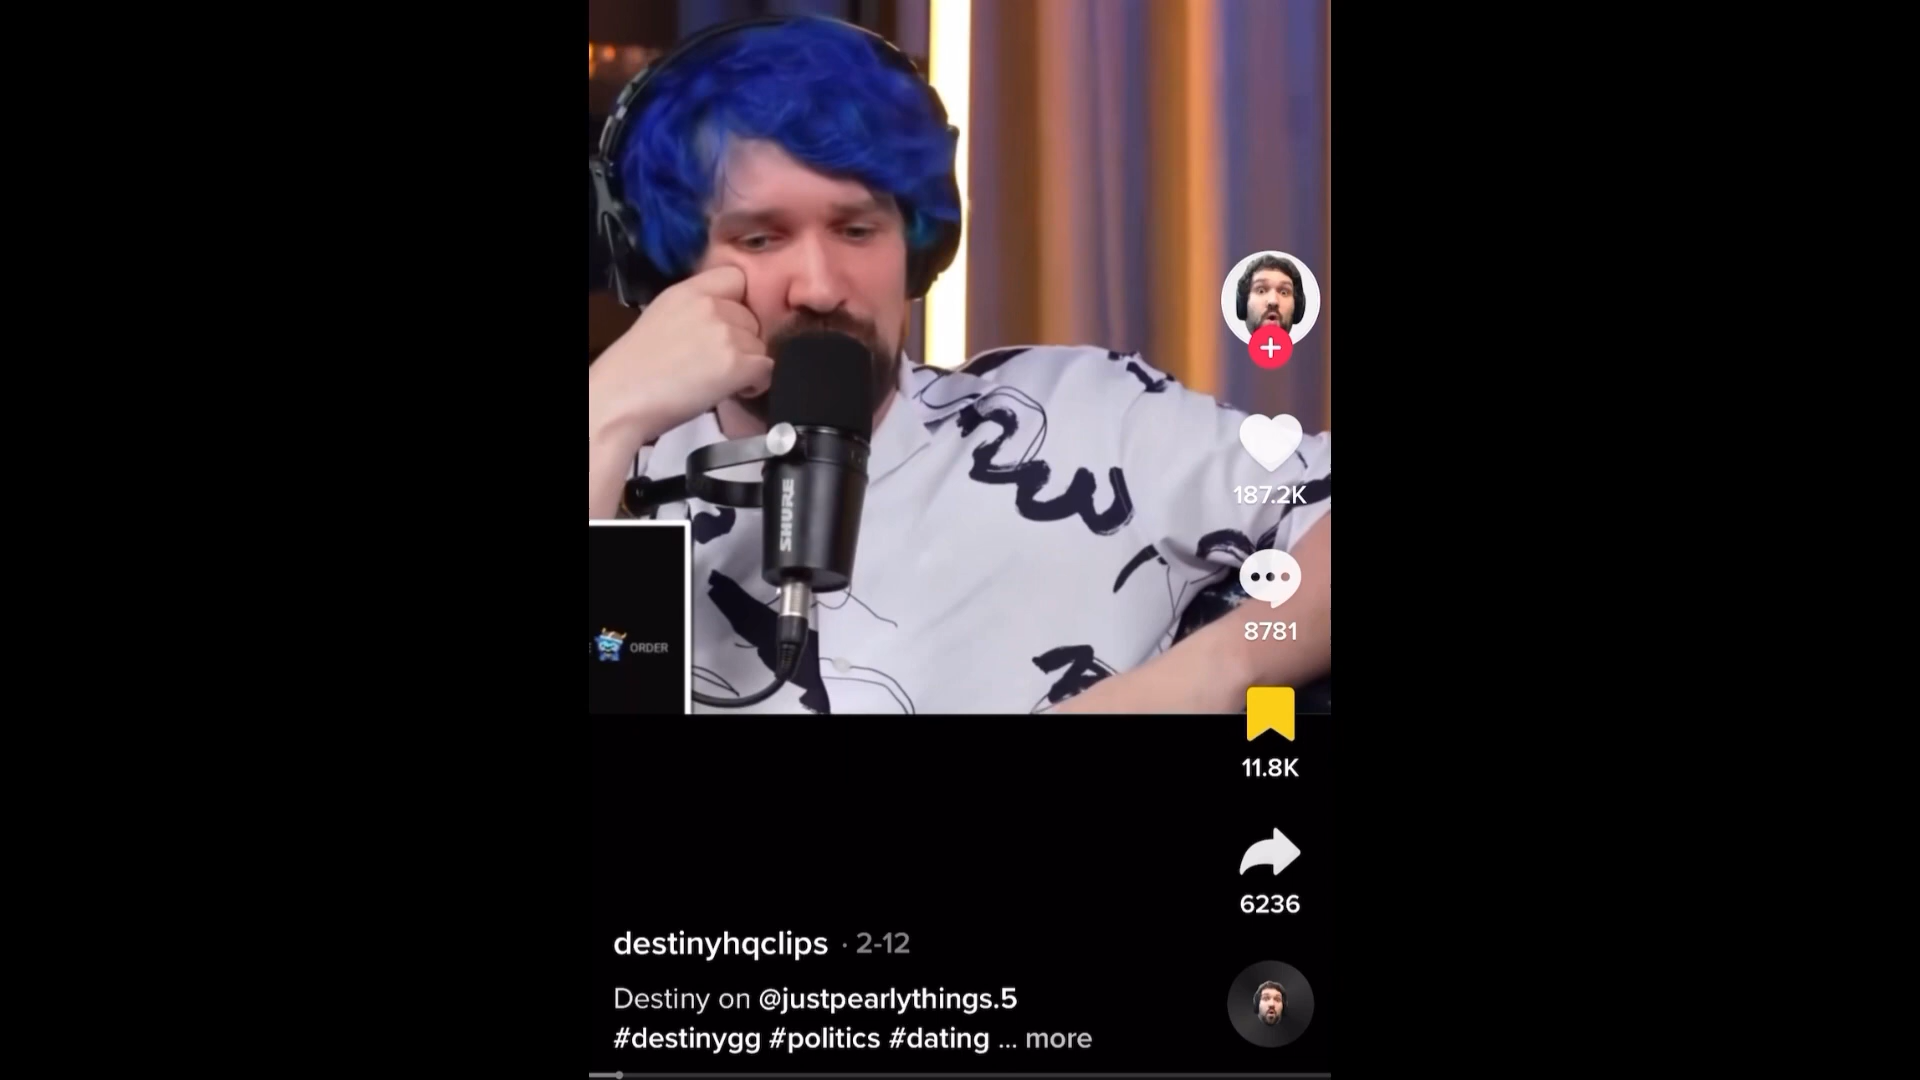 SHURE
ORDER
187.2K
8781
11.8K
6236
destinyhqclips · 2-12
Destiny on @justpearlythings.5
#destinygg #politics #dating ... more